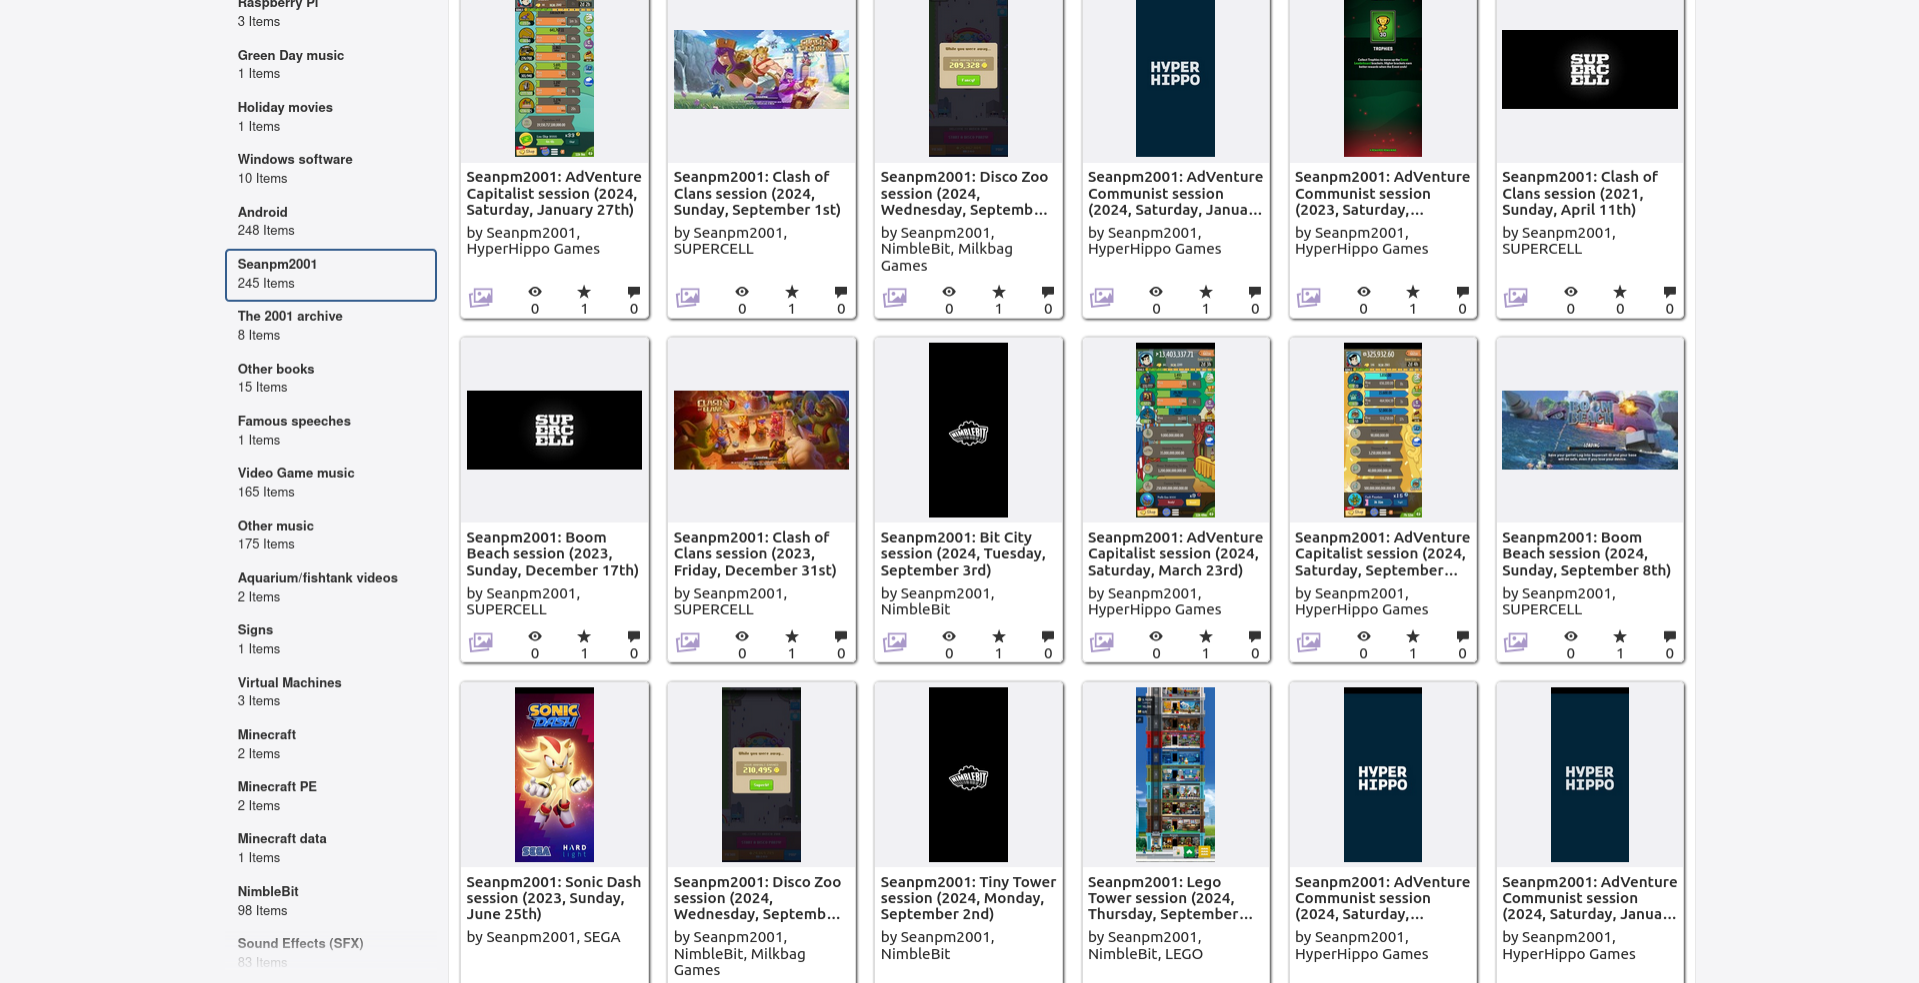 Raspberry Pi
3 Items
Green Day music
1 Items
Holiday movies
1 Items
Windows software
10 Items
Android
248 Items
Seanpm2001
245 Items
The 2001 archive
8 Items
Other books
15 Items
Famous speeches
1 Items
Video Game music
165 Items
Other music
175 Items
Aquarium/fishtank videos
2 Items
Signs
1 Items
Virtual Machines
3 Items
Minecraft
2 Items
Minecraft PE
2 Items
Minecraft data
1 Items
NimbleBit
98 Items
Sound Effects (SFX)
83 Items
Seanpm2001: AdVenture
Capitalist session (2024,
Saturday, January 27th)
by Seanpm2001,
HyperHippo Games
0 1 0
Seanpm2001: Clash of
Clans session (2024,
Sunday, September 1st)
by Seanpm2001,
SUPERCELL
0 1 0
While you were away...
209,328
Seanpm2001: Disco Zoo
session (2024,
Wednesday, Septemb...
by Seanpm2001,
NimbleBit, Milkbag
Games
0 1 0
HYPER
HIPPO
Seanpm2001: AdVenture
Communist session
(2024, Saturday, Janua...
by Seanpm2001,
HyperHippo Games
0 1 0
TROPHIES
Seanpm2001: AdVenture
Communist session
(2023, Saturday,...
by Seanpm2001,
HyperHippo Games
0 1 0
SUP
ERC
ELL
Seanpm2001: Clash of
Clans session (2021,
Sunday, April 11th)
by Seanpm2001,
SUPERCELL
0 0 0
SUP
ERC
ELL
Seanpm2001: Boom
Beach session (2023,
Sunday, December 17th)
by Seanpm2001,
SUPERCELL
0 1 0
CLASH
Seanpm2001: Clash of
Clans session (2023,
Friday, December 31st)
by Seanpm2001,
SUPERCELL
0 1 0
NIMBLEBIT
Seanpm2001: Bit City
session (2024, Tuesday,
September 3rd)
by Seanpm2001,
NimbleBit
0 1 0
13,403,337.71
Seanpm2001: AdVenture
Capitalist session (2024,
Saturday, March 23rd)
by Seanpm2001,
HyperHippo Games
0 1 0
325,932.60
Seanpm2001: AdVenture
Capitalist session (2024,
Saturday, September...
by Seanpm2001,
HyperHippo Games
0 1 0
BOOM
BEACH
LOADING
Seanpm2001: Boom
Beach session (2024,
Sunday, September 8th)
by Seanpm2001,
SUPERCELL
0 1 0
SONIC
DASH
SEGA HARD
light
Seanpm2001: Sonic Dash
session (2023, Sunday,
June 25th)
by Seanpm2001, SEGA
While you were away...
210,495
Seanpm2001: Disco Zoo
session (2024,
Wednesday, Septemb...
by Seanpm2001,
NimbleBit, Milkbag
Games
NIMBLEBIT
Seanpm2001: Tiny Tower
session (2024, Monday,
September 2nd)
by Seanpm2001,
NimbleBit
Seanpm2001: Lego
Tower session (2024,
Thursday, September...
by Seanpm2001,
NimbleBit, LEGO
HYPER
HIPPO
Seanpm2001: AdVenture
Communist session
(2024, Saturday,...
by Seanpm2001,
HyperHippo Games
HYPER
HIPPO
Seanpm2001: AdVenture
Communist session
(2024, Saturday, Janua...
by Seanpm2001,
HyperHippo Games